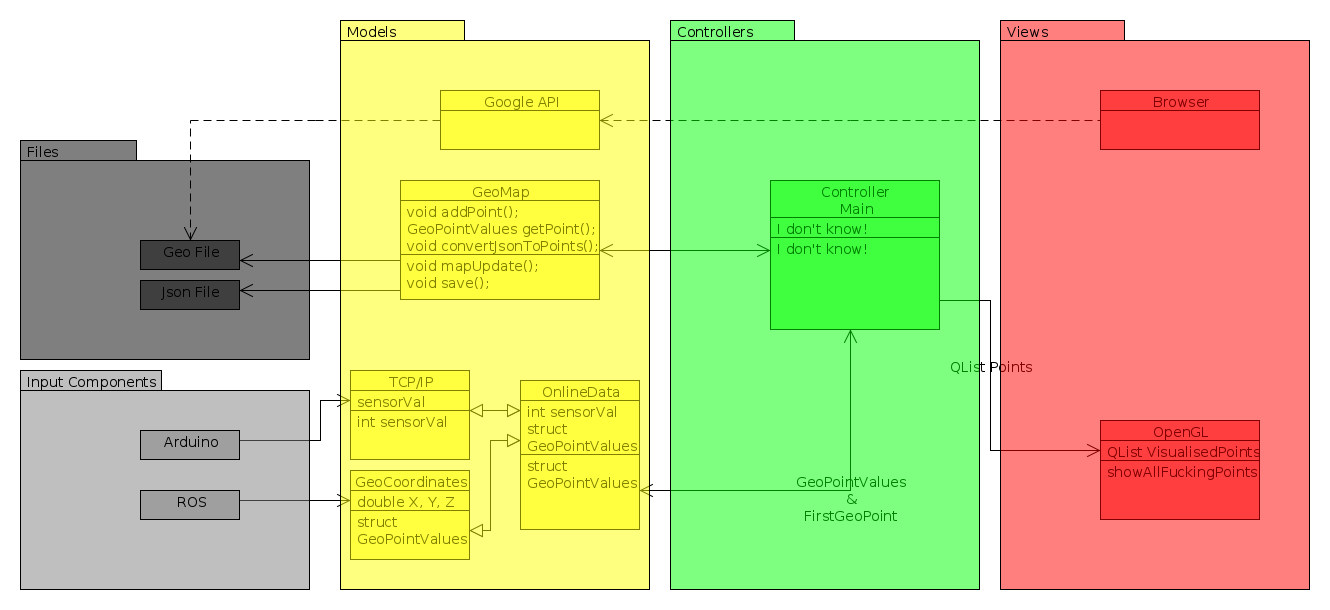 Models
Controllers
Views
Google API
Browser
Files
Geo File
Json File
GeoMap
void addPoint();
GeoPointValues getPoint();
void convertJsonToPoints();
void mapUpdate();
void save();
Controller
Main
I don't know!
I don't know!
QList Points
Input Components
Arduino
ROS
TCP/IP
sensorVal
int sensorVal
GeoCoordinates
double X, Y, Z
struct
GeoPointValues
OnlineData
int sensorVal
struct
GeoPointValues
struct
GeoPointValues
GeoPointValues
&
FirstGeoPoint
OpenGL
QList VisualisedPoints
showAllFuckingPoints